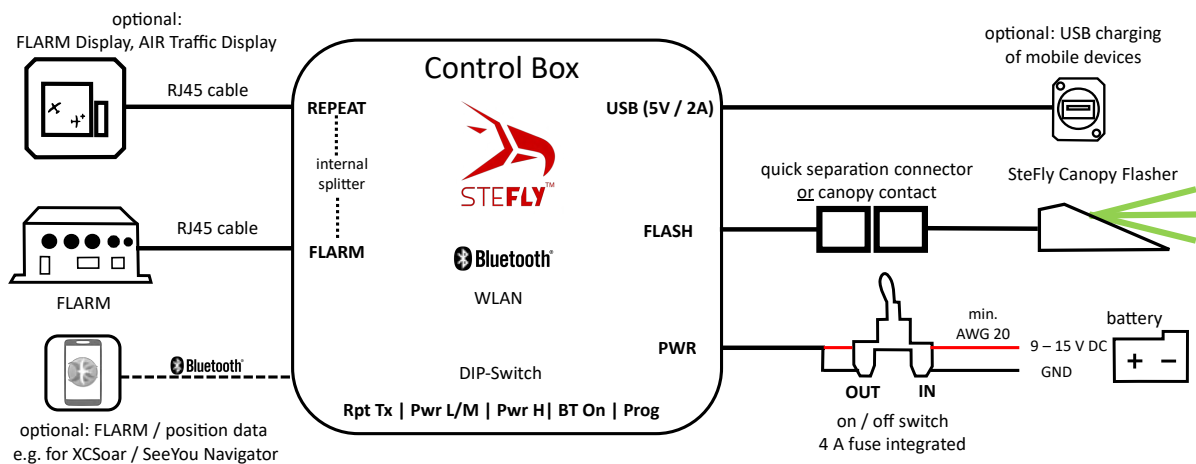 optional:
FLARM Display, AIR Traffic Display
RJ45 cable
Control Box
REPEAT
internal
splitter
FLARM
STEFLY™
Bluetooth®
WLAN
DIP-Switch
Rpt Tx | Pwr L/M | Pwr H| BT On | Prog
USB (5V / 2A)
FLASH
PWR
RJ45 cable
FLARM
Bluetooth®
optional: FLARM / position data
e.g. for XCSoar / SeeYou Navigator
optional: USB charging
of mobile devices
quick separation connector
or canopy contact
SteFly Canopy Flasher
min.
AWG 20
9 – 15 V DC
GND
battery
+ −
OUT
IN
on / off switch
4 A fuse integrated